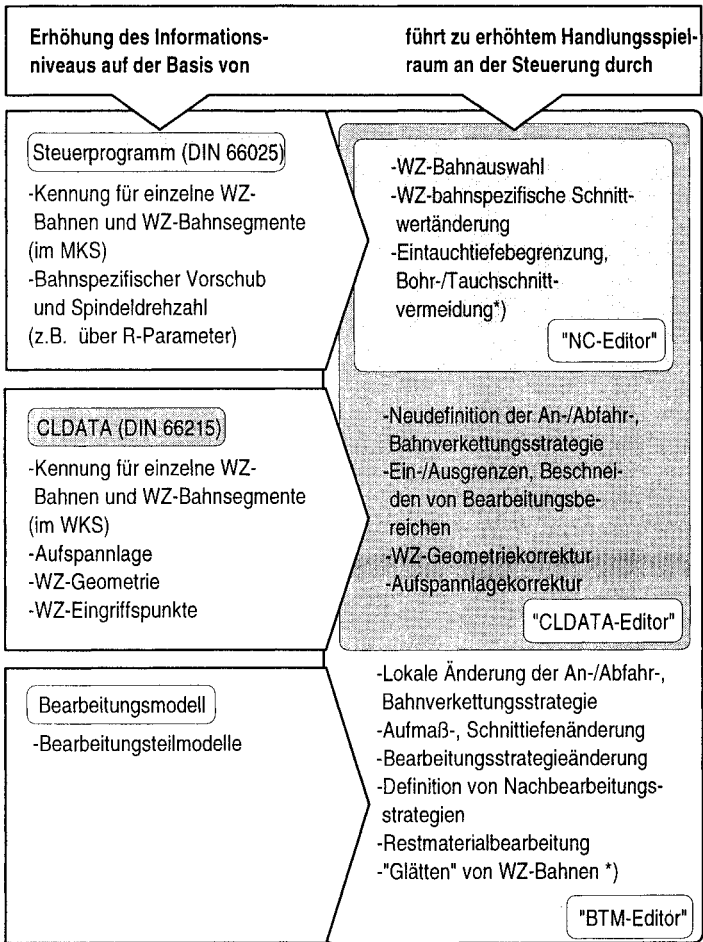 Erhöhung des Informations-
niveaus auf der Basis von
führt zu erhöhtem Handlungsspiel-
raum an der Steuerung durch
Steuerprogramm (DIN 66025)
-Kennung für einzelne WZ-
Bahnen und WZ-Bahnsegmente
(im MKS)
-Bahnspezifischer Vorschub
und Spindeldrehzahl
(z.B. über R-Parameter)
-WZ-Bahnauswahl
-WZ-bahnspezifische Schnitt-
wertänderung
-Eintauchtiefebegrenzung,
Bohr-/Tauchschnitt-
vermeidung*)
"NC-Editor"
CLDATA (DIN 66215)
-Kennung für einzelne WZ-
Bahnen und WZ-Bahnsegmente
(im WKS)
-Aufspannlage
-WZ-Geometrie
-WZ-Eingriffspunkte
-Neudefinition der An-/Abfahr-,
Bahnverkettungsstrategie
-Ein-/Ausgrenzen, Beschnei-
den von Bearbeitungsbe-
reichen
-WZ-Geometriekorrektur
-Aufspannlagekorrektur
"CLDATA-Editor"
Bearbeitungsmodell
-Bearbeitungsteilmodelle
-Lokale Änderung der An-/Abfahr-,
Bahnverkettungsstrategie
-Aufmaß-, Schnittiefenänderung
-Bearbeitungsstrategieänderung
-Definition von Nachbearbeitungs-
strategien
-Restmaterialbearbeitung
-"Glätten" von WZ-Bahnen *)
"BTM-Editor"